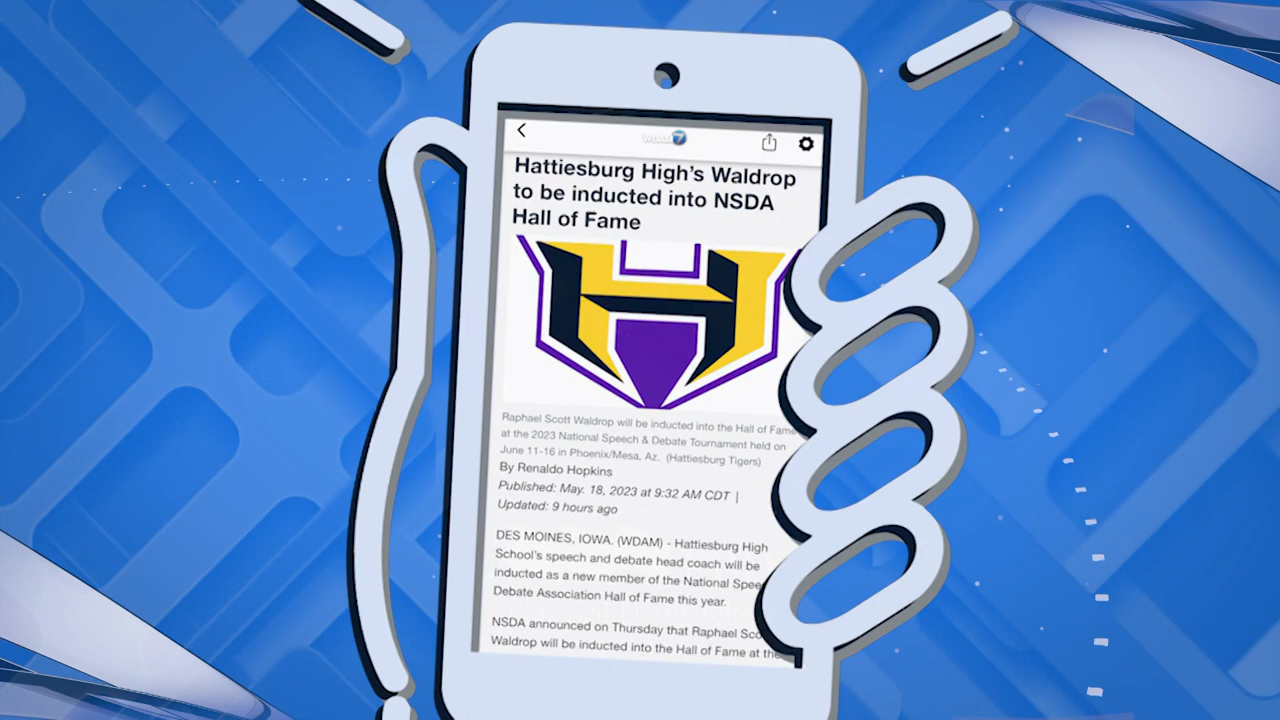 WDAM 7
Hattiesburg High's Waldrop
to be inducted into NSDA
Hall of Fame
H
Raphael Scott Waldrop will be inducted into the Hall of Fame
at the 2023 National Speech & Debate Tournament held on
June 11-16 in Phoenix/Mesa, Az. (Hattiesburg Tigers)
By Renaldo Hopkins
Published: May. 18, 2023 at 9:32 AM CDT |
Updated: 9 hours ago
DES MOINES, IOWA. (WDAM) - Hattiesburg High
School's speech and debate head coach will be
inducted as a new member of the National Spee
Debate Association Hall of Fame this year.
NSDA announced on Thursday that Raphael Sco
Waldrop will be inducted into the Hall of Fame at the